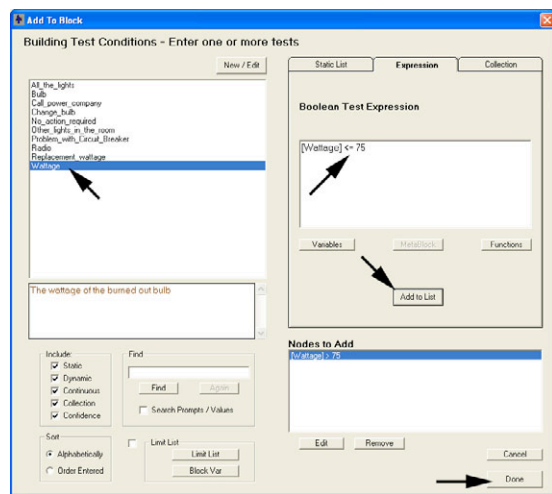 Add To Block
Building Test Conditions - Enter one or more tests
New / Edit
All_the_lights
Bulb
Call_power_company
Change_bulb
No_action_required
Other_lights_in_the_room
Problem_with_Circuit_Breaker
Radio
Replacement_wattage
Wattage
The wattage of the burned out bulb
Include:
Static
Dynamic
Continuous
Collection
Confidence
Find
Find Again
Search Prompts / Values
Sort
Alphabetically
Order Entered
Limit List
Limit List
Block Var
Static List Expression Collection
Boolean Test Expression
[Wattage] <= 75
Variables MetaBlock Functions
Add to List
Nodes to Add
[Wattage] > 75
Edit Remove
Cancel
Done